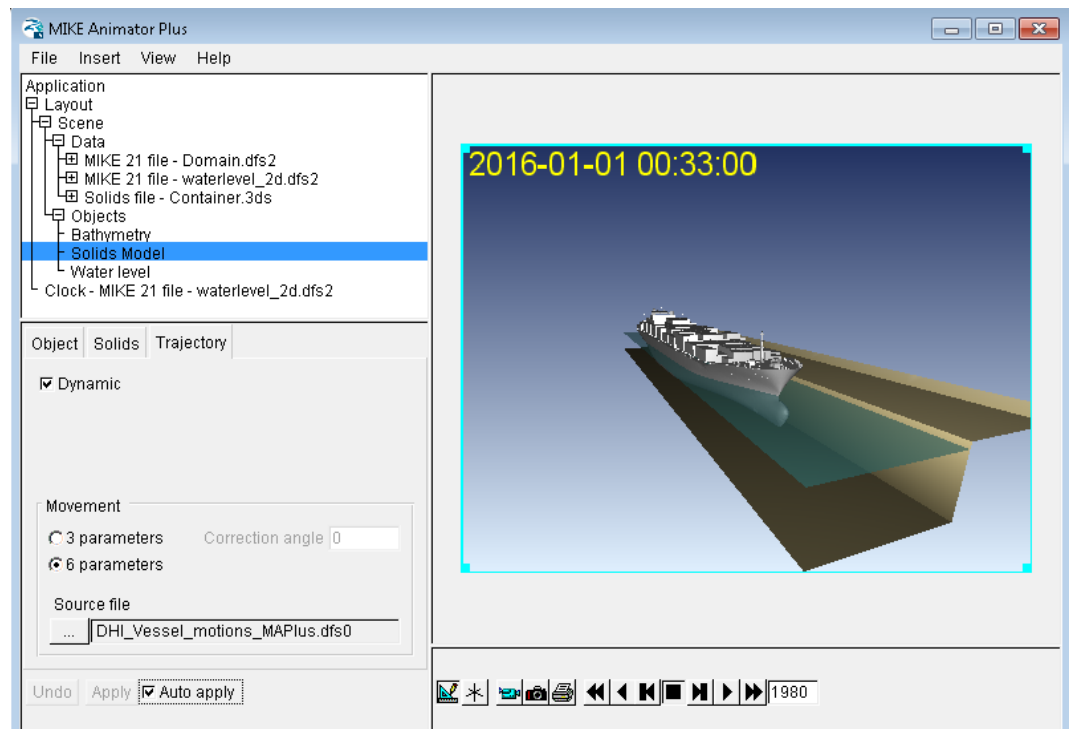 MIKE Animator Plus
File Insert View Help
Application
Layout
Scene
Data
MIKE 21 file - Domain.dfs2
MIKE 21 file - waterlevel_2d.dfs2
Solids file - Container.3ds
Objects
Bathymetry
Solids Model
Water level
Clock - MIKE 21 file - waterlevel_2d.dfs2
Object Solids Trajectory
Dynamic
Movement
3 parameters Correction angle 0
6 parameters
Source file
... DHI_Vessel_motions_MAPlus.dfs0
Undo Apply Auto apply
2016-01-01 00:33:00
1980